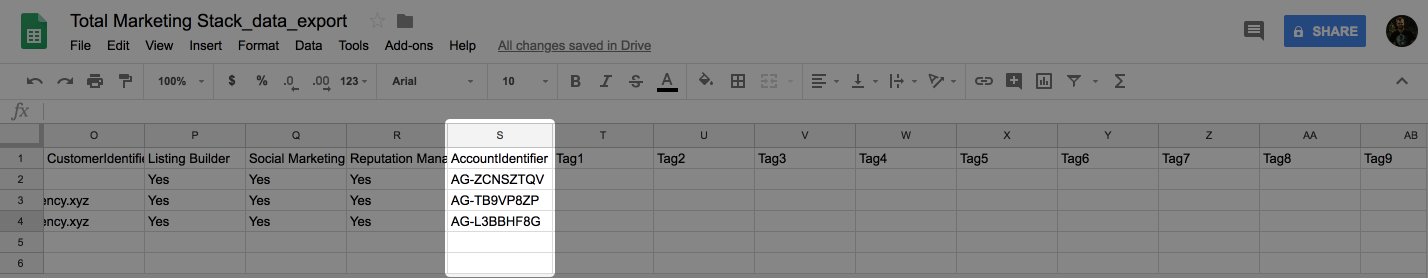 Total Marketing Stack_data_export
File Edit View Insert Format Data Tools Add-ons Help All changes saved in Drive
SHARE
100% $ % .0 .00 123 Arial 10 B I S A Σ
fx
O P Q R S T U V W X Y Z AA AB
1 CustomerIdentifie Listing Builder Social Marketing Reputation Mana AccountIdentifier Tag1 Tag2 Tag3 Tag4 Tag5 Tag6 Tag7 Tag8 Tag9
2 Yes Yes Yes AG-ZCNSZTQV
3 ency.xyz Yes Yes Yes AG-TB9VP8ZP
4 ency.xyz Yes Yes Yes AG-L3BBHF8G
5
6